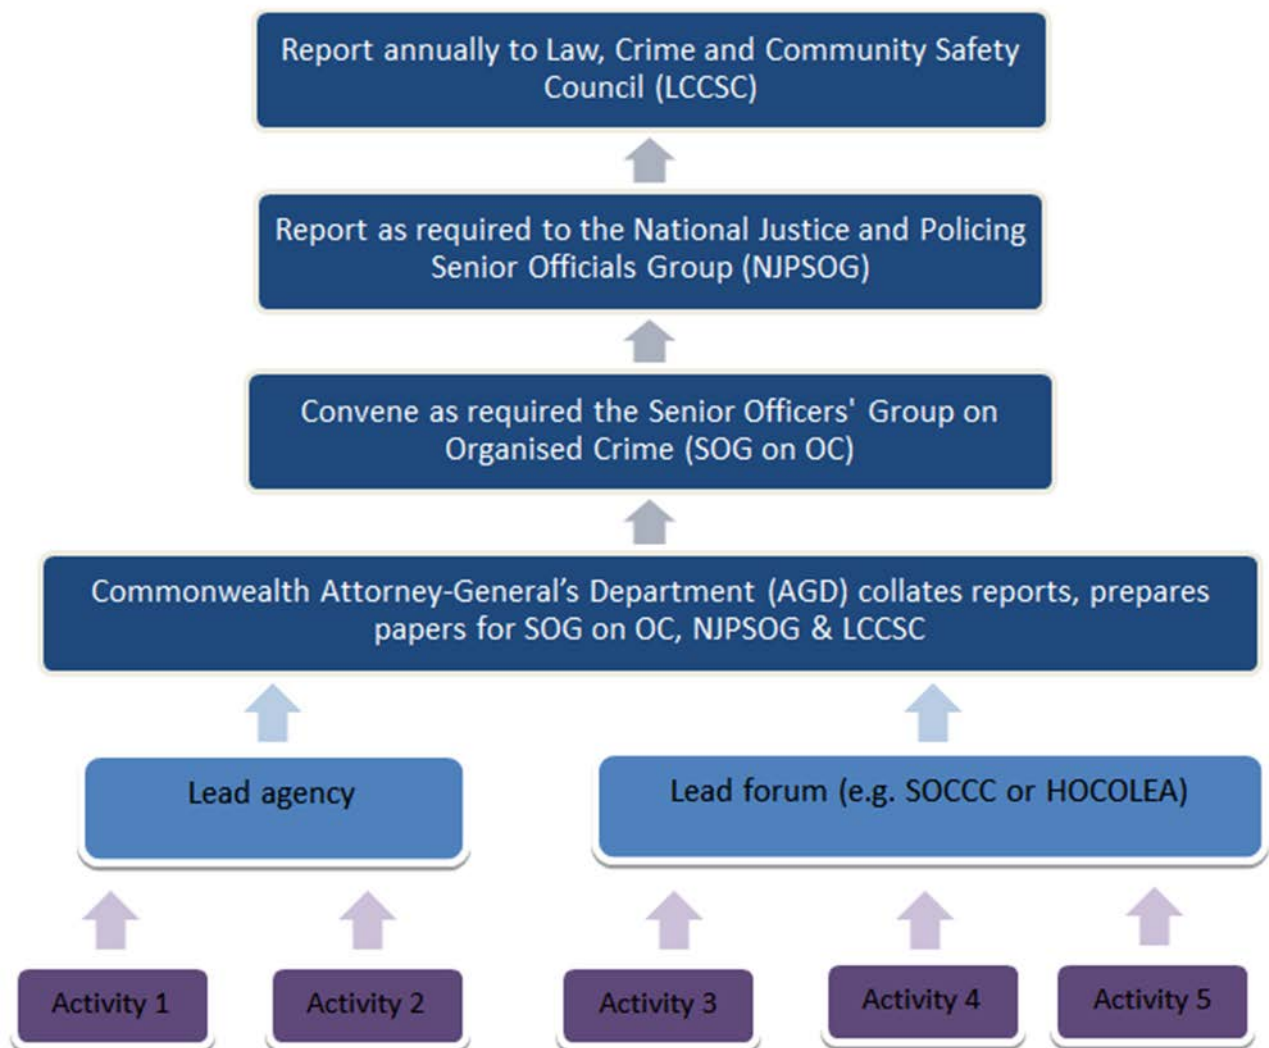 Report annually to Law, Crime and Community Safety
Council (LCCSC)
Report as required to the National Justice and Policing
Senior Officials Group (NJPSOG)
Convene as required the Senior Officers' Group on
Organised Crime (SOG on OC)
Commonwealth Attorney-General’s Department (AGD) collates reports, prepares
papers for SOG on OC, NJPSOG & LCCSC
Lead agency
Lead forum (e.g. SOCCC or HOCOLEA)
Activity 1
Activity 2
Activity 3
Activity 4
Activity 5